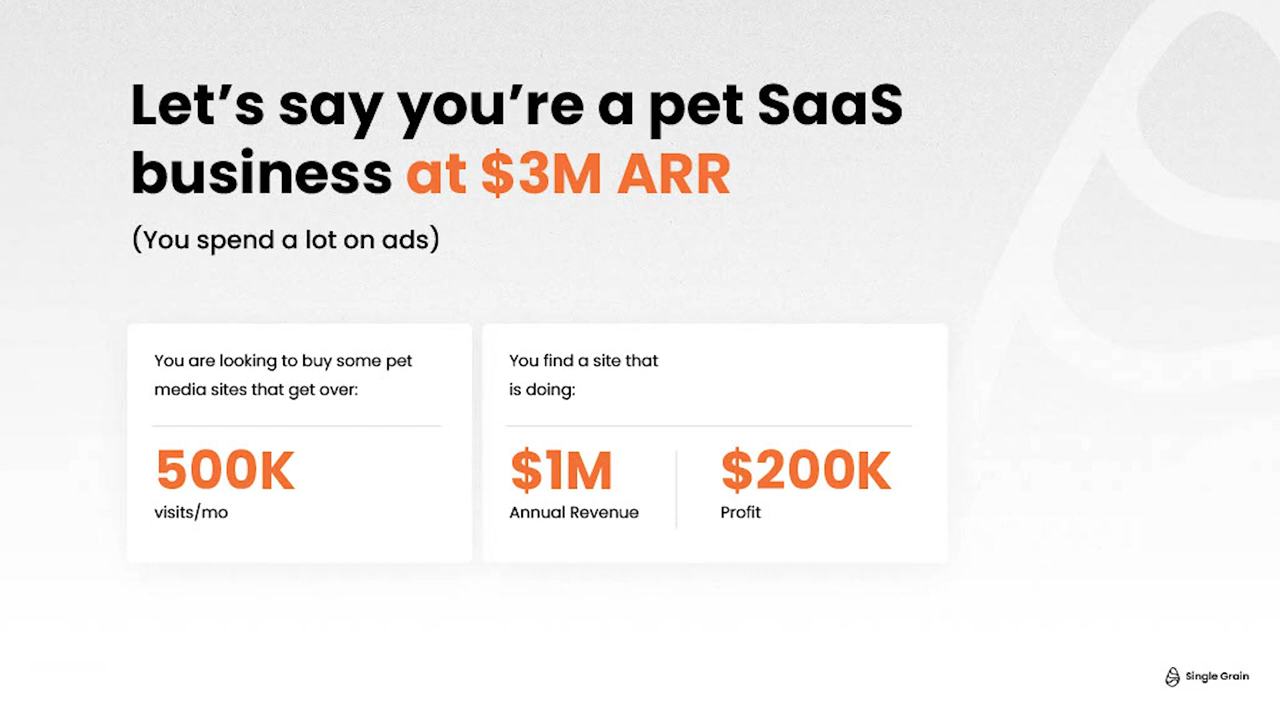 Let’s say you’re a pet SaaS
business at $3M ARR
(You spend a lot on ads)
You are looking to buy some pet
media sites that get over:
500K
visits/mo
You find a site that
is doing:
$1M
Annual Revenue
$200K
Profit
Single Grain